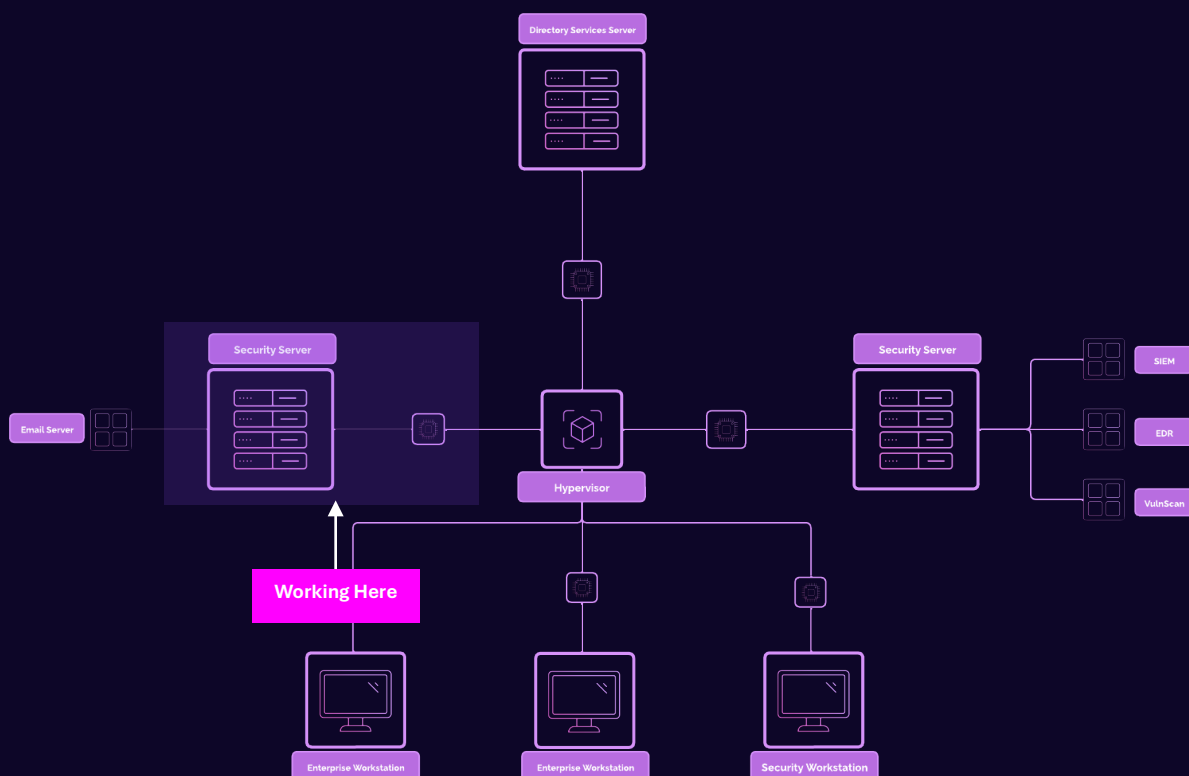 Directory Services Server
Security Server
Security Server
SIEM
Email Server
EDR
Hypervisor
VulnScan
Working Here
Enterprise Workstation
Enterprise Workstation
Security Workstation